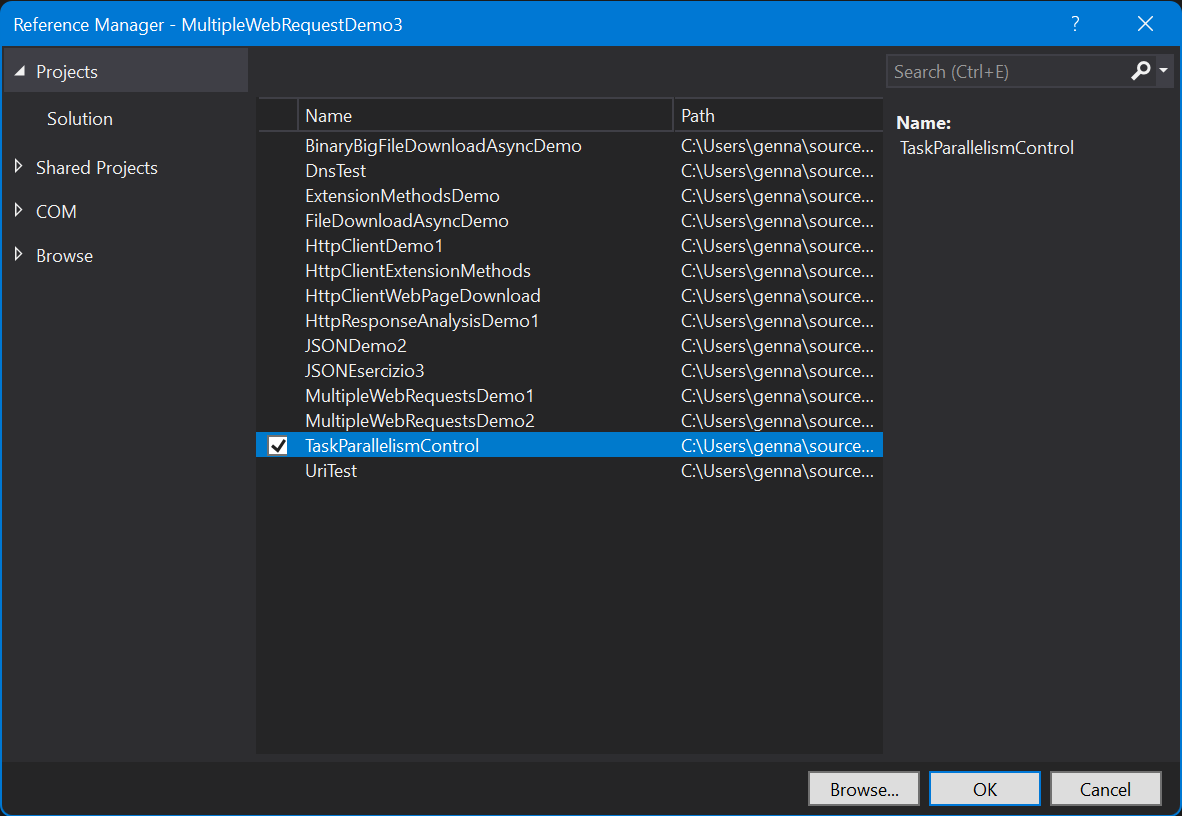 Reference Manager - MultipleWebRequestDemo3 ?
Projects
Solution
Shared Projects
COM
Browse
Search (Ctrl+E)
Name Path
BinaryBigFileDownloadAsyncDemo C:\Users\genna\source...
DnsTest C:\Users\genna\source...
ExtensionMethodsDemo C:\Users\genna\source...
FileDownloadAsyncDemo C:\Users\genna\source...
HttpClientDemo1 C:\Users\genna\source...
HttpClientExtensionMethods C:\Users\genna\source...
HttpClientWebPageDownload C:\Users\genna\source...
HttpResponseAnalysisDemo1 C:\Users\genna\source...
JSONDemo2 C:\Users\genna\source...
JSONEsercizio3 C:\Users\genna\source...
MultipleWebRequestsDemo1 C:\Users\genna\source...
MultipleWebRequestsDemo2 C:\Users\genna\source...
TaskParallelismControl C:\Users\genna\source...
UriTest C:\Users\genna\source...
Name:
TaskParallelismControl
Browse... OK Cancel